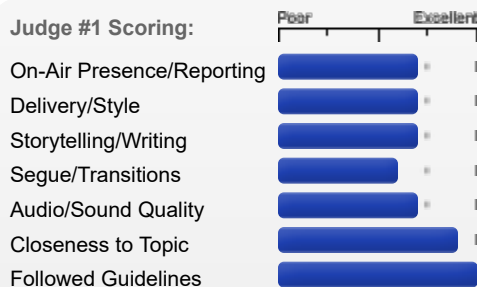 Poor Excellent
Judge #1 Scoring:
On-Air Presence/Reporting
Delivery/Style
Storytelling/Writing
Segue/Transitions
Audio/Sound Quality
Closeness to Topic
Followed Guidelines